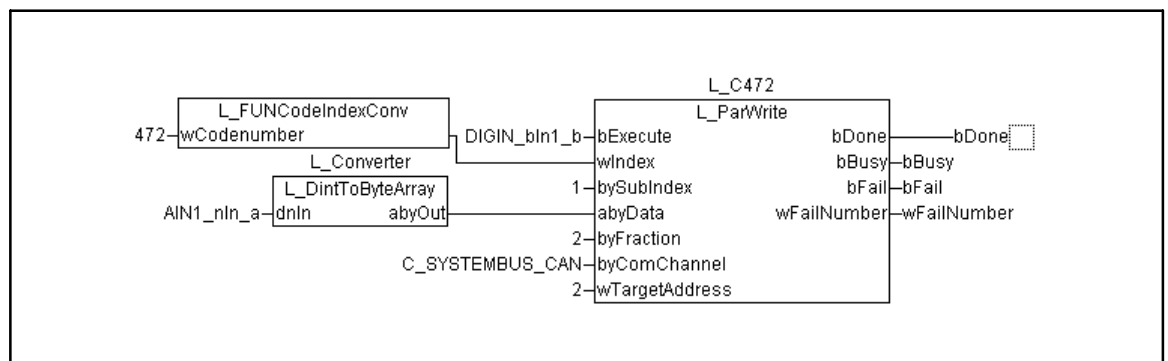 L_C472
L_FUNCodeIndexConv L_ParWrite
472 wCodenumber DIGIN_bIn1_b bExecute bDone bDone
L_Converter wIndex bBusy bBusy
L_DintToByteArray 1 bySubIndex bFail bFail
AIN1_nIn_a dnIn abyOut abyData wFailNumber wFailNumber
2 byFraction
C_SYSTEMBUS_CAN byComChannel
2 wTargetAddress